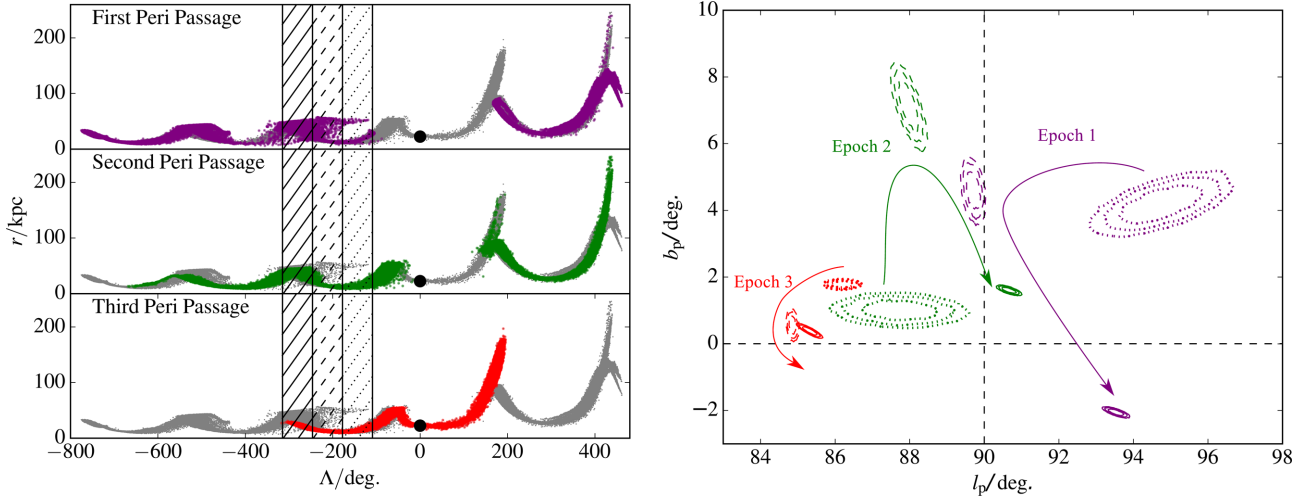 First Peri Passage
200
100
0
Second Peri Passage
200
100
0
Third Peri Passage
200
100
0
r/kpc
−800 −600 −400 −200 0 200 400
Λ/deg.
10
8
6
4
2
0
−2
b_p/deg.
Epoch 1
Epoch 2
Epoch 3
84 86 88 90 92 94 96 98
l_p/deg.